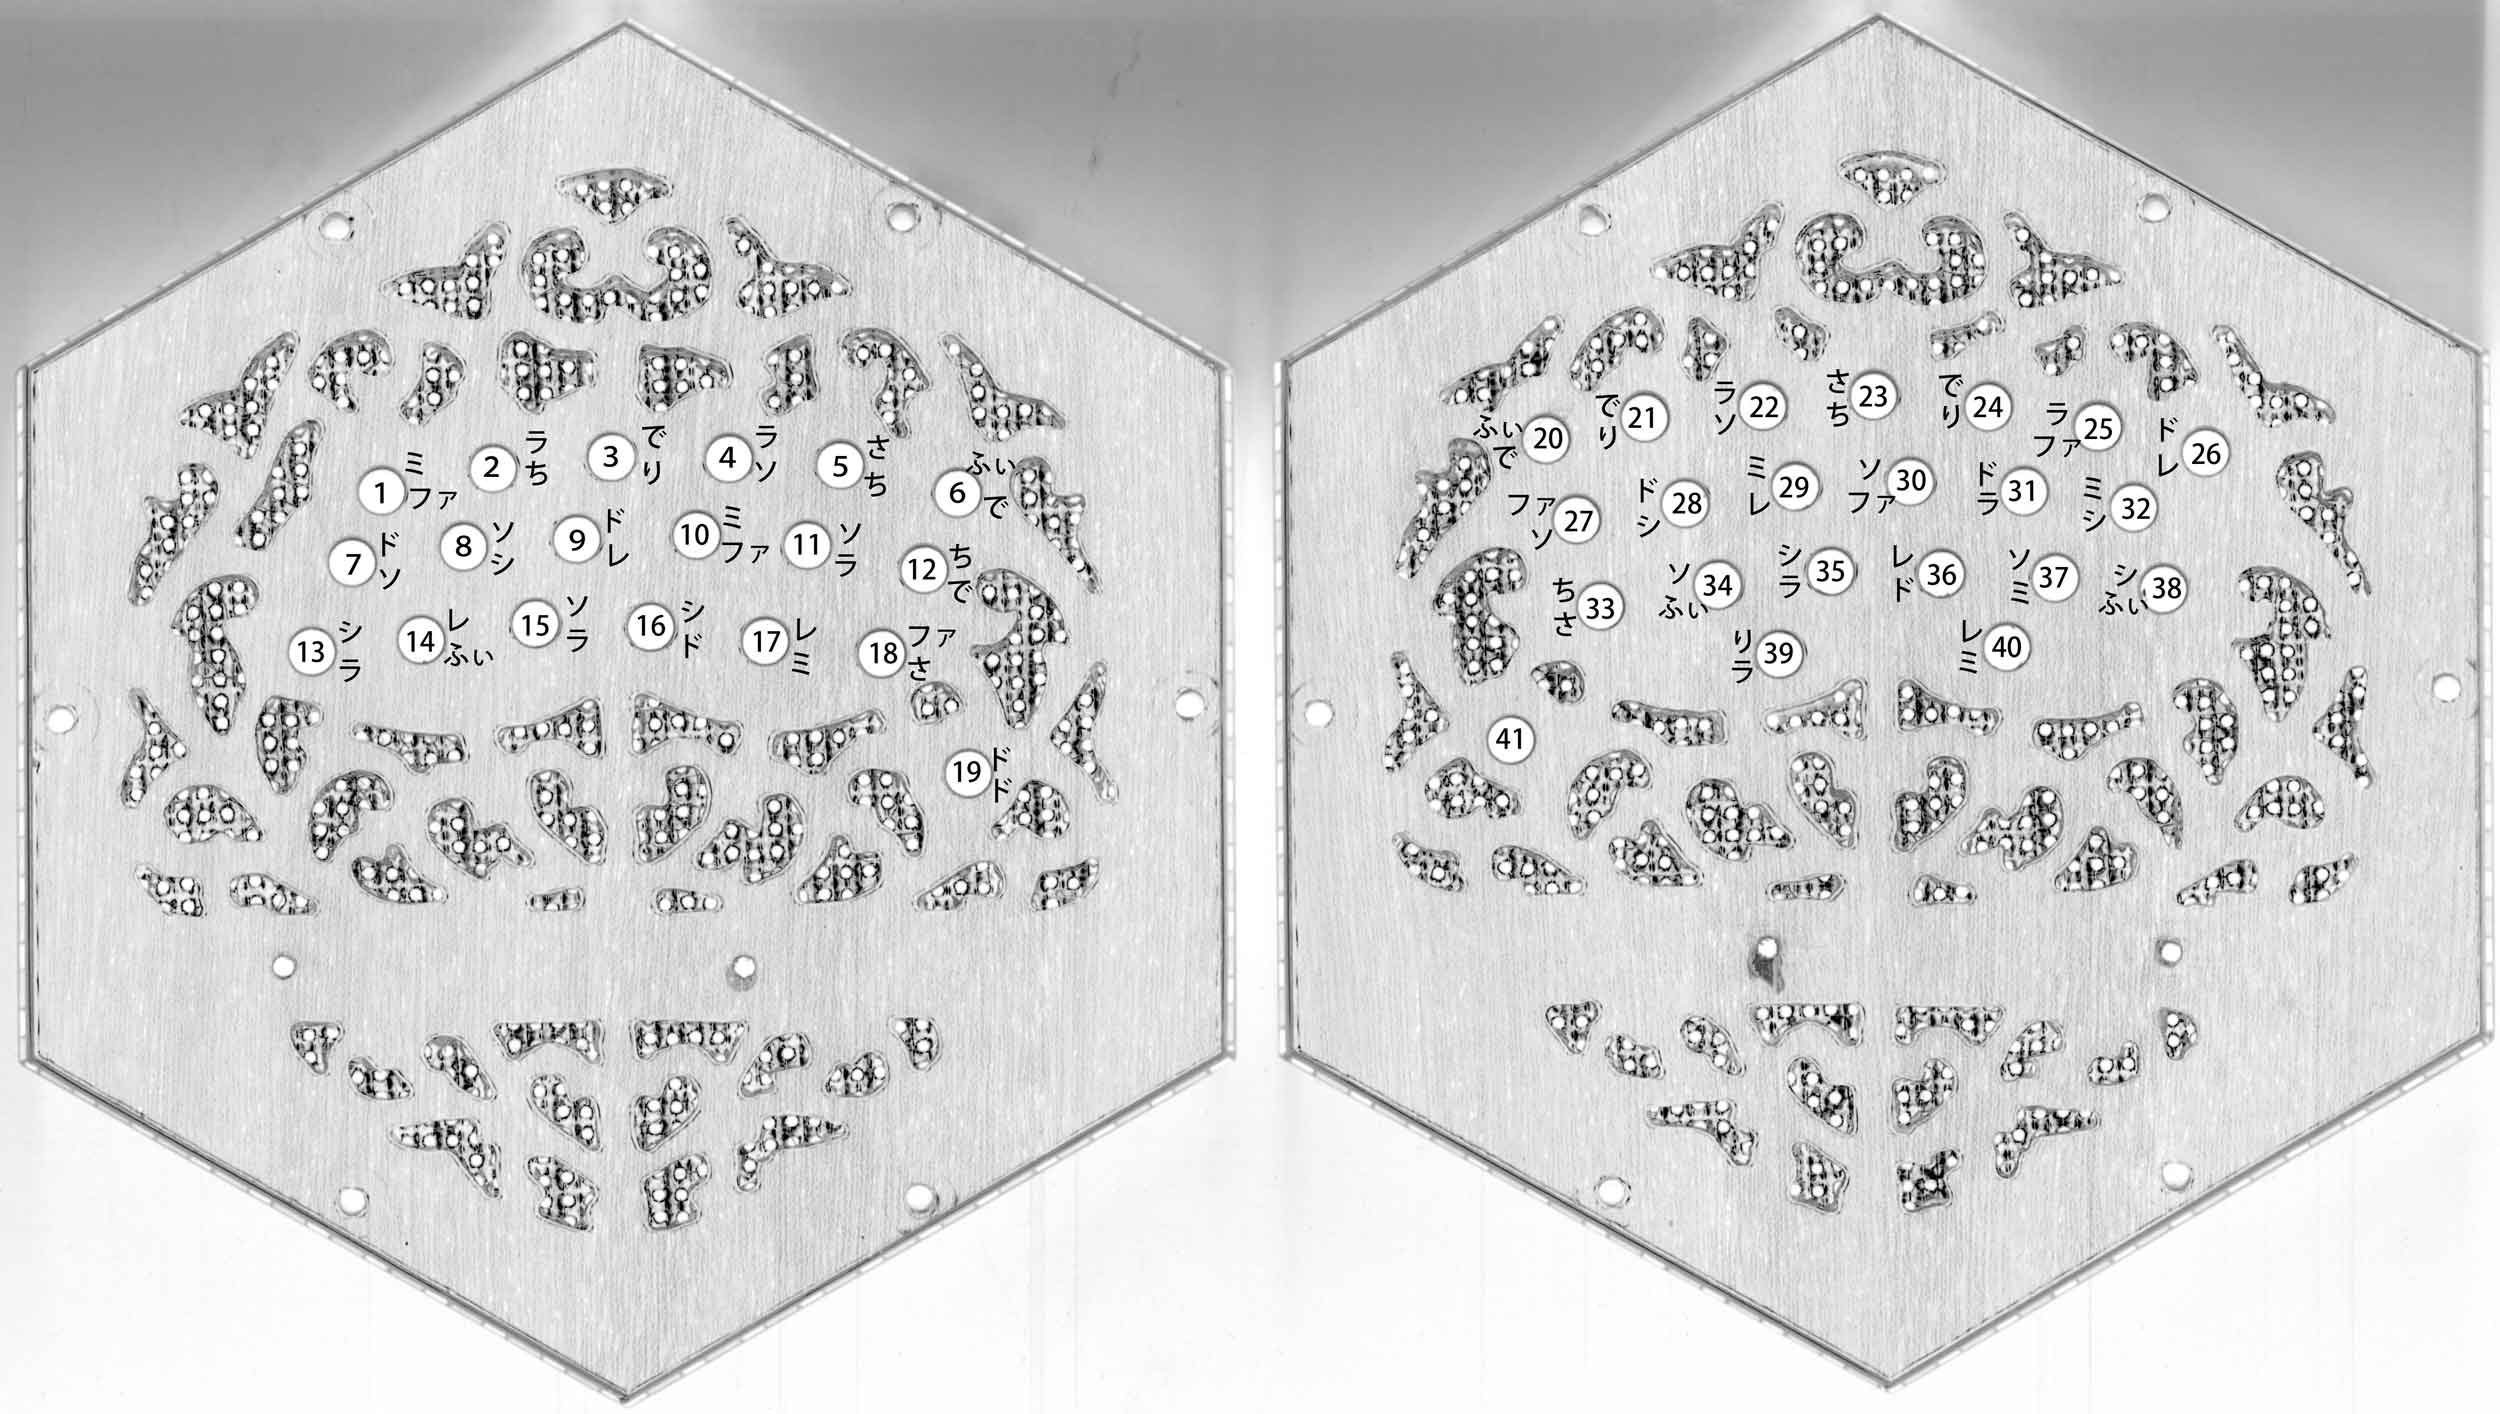 1 ミファ
2 ラち
3 でり
4 ラソ
5 さち
6 ふぃで
7 ドソ
8 ソシ
9 ドレ
10 ミファ
11 ソラ
12 ちで
13 シラ
14 レふぃ
15 ソラ
16 シド
17 レミ
18 ファさ
19 ドド
20 ふぃで
21 でり
22 ラソ
23 さち
24 でり
25 ラファ
26 ドレ
27 ファソ
28 ドシ
29 ミレ
30 ソファ
31 ドラ
32 ミシ
33 ちさ
34 ソふぃ
35 シラ
36 レド
37 ソミ
38 シふぃ
39 りラ
40 レミ
41